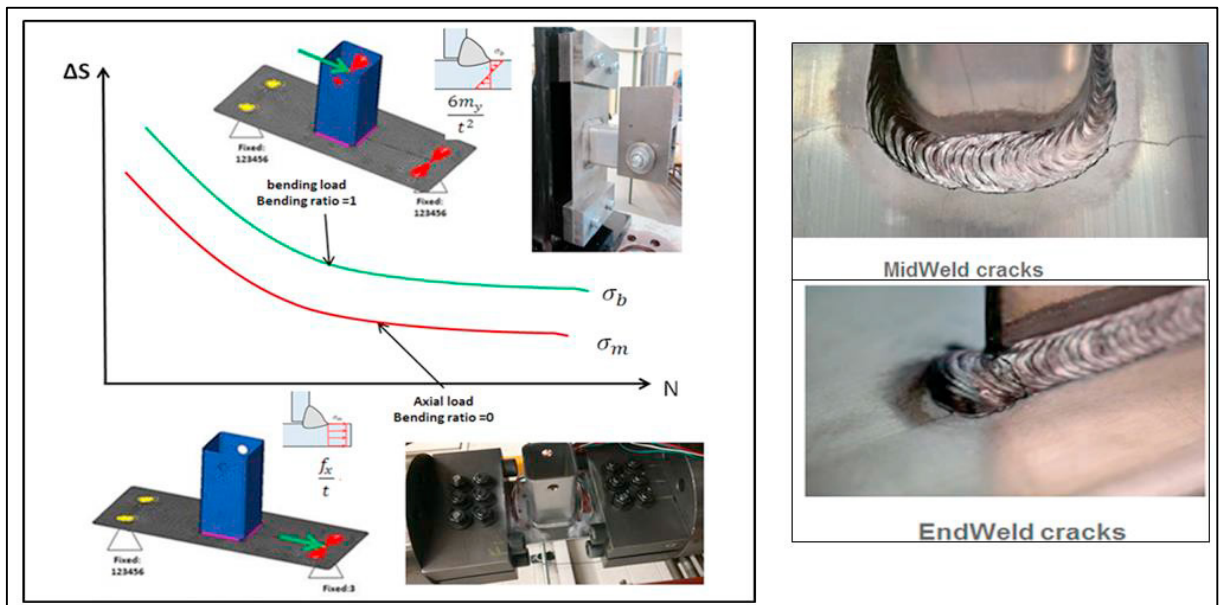 ΔS
σ_b
6m_y
t²
Fixed:
123456
Fixed:
123456
bending load
Bending ratio =1
σ_b
σ_m
N
Axial load
Bending ratio =0
f_x
t
Fixed:
123456
Fixed:3
MidWeld cracks
EndWeld cracks